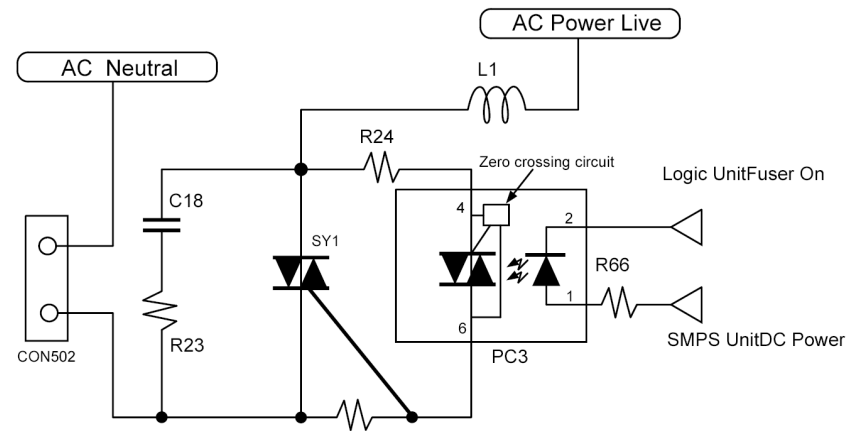 AC Power Live
AC Neutral
L1
R24
Zero crossing circuit
Logic UnitFuser On
C18
4
2
SY1
R66
1
R23
6
SMPS UnitDC Power
CON502
PC3